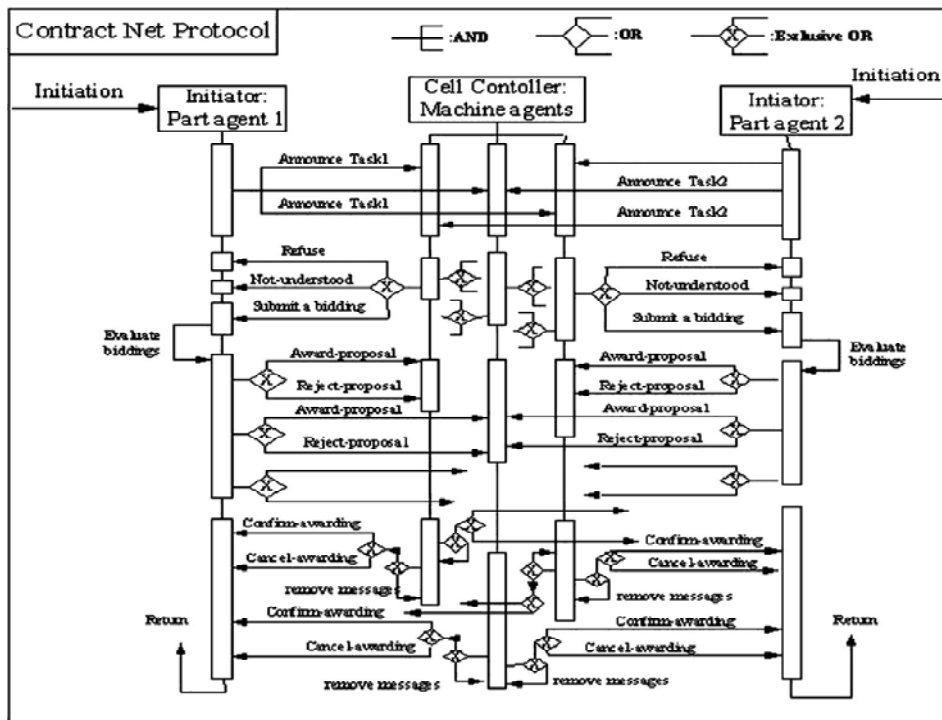 Contract Net Protocol
:AND
:OR
:Exclusive OR
X
Initiation
Initiator:
Part agent 1
Cell Contoller:
Machine agents
Initiation
Intiator:
Part agent 2
Announce Task1
Announce Task2
Announce Task1
Announce Task2
Refuse
Not-understood
X
Submit a bidding
X
X
X
X
Refuse
X
Not-understood
Submit a bidding
Evaluate
biddings
Evaluate
biddings
Award-proposal
X
Reject-proposal
Award-proposal
X
Reject-proposal
Award-proposal
X
Reject-proposal
Award-proposal
X
Reject-proposal
X
X
Confirm-awarding
X
Cancel-awarding
X
X
X
remove messages
X
X
X
X
Confirm-awarding
Cancel-awarding
remove messages
Confirm-awarding
X
Cancel-awarding
X
remove messages
X
X
Confirm-awarding
Cancel-awarding
remove messages
Return
Return